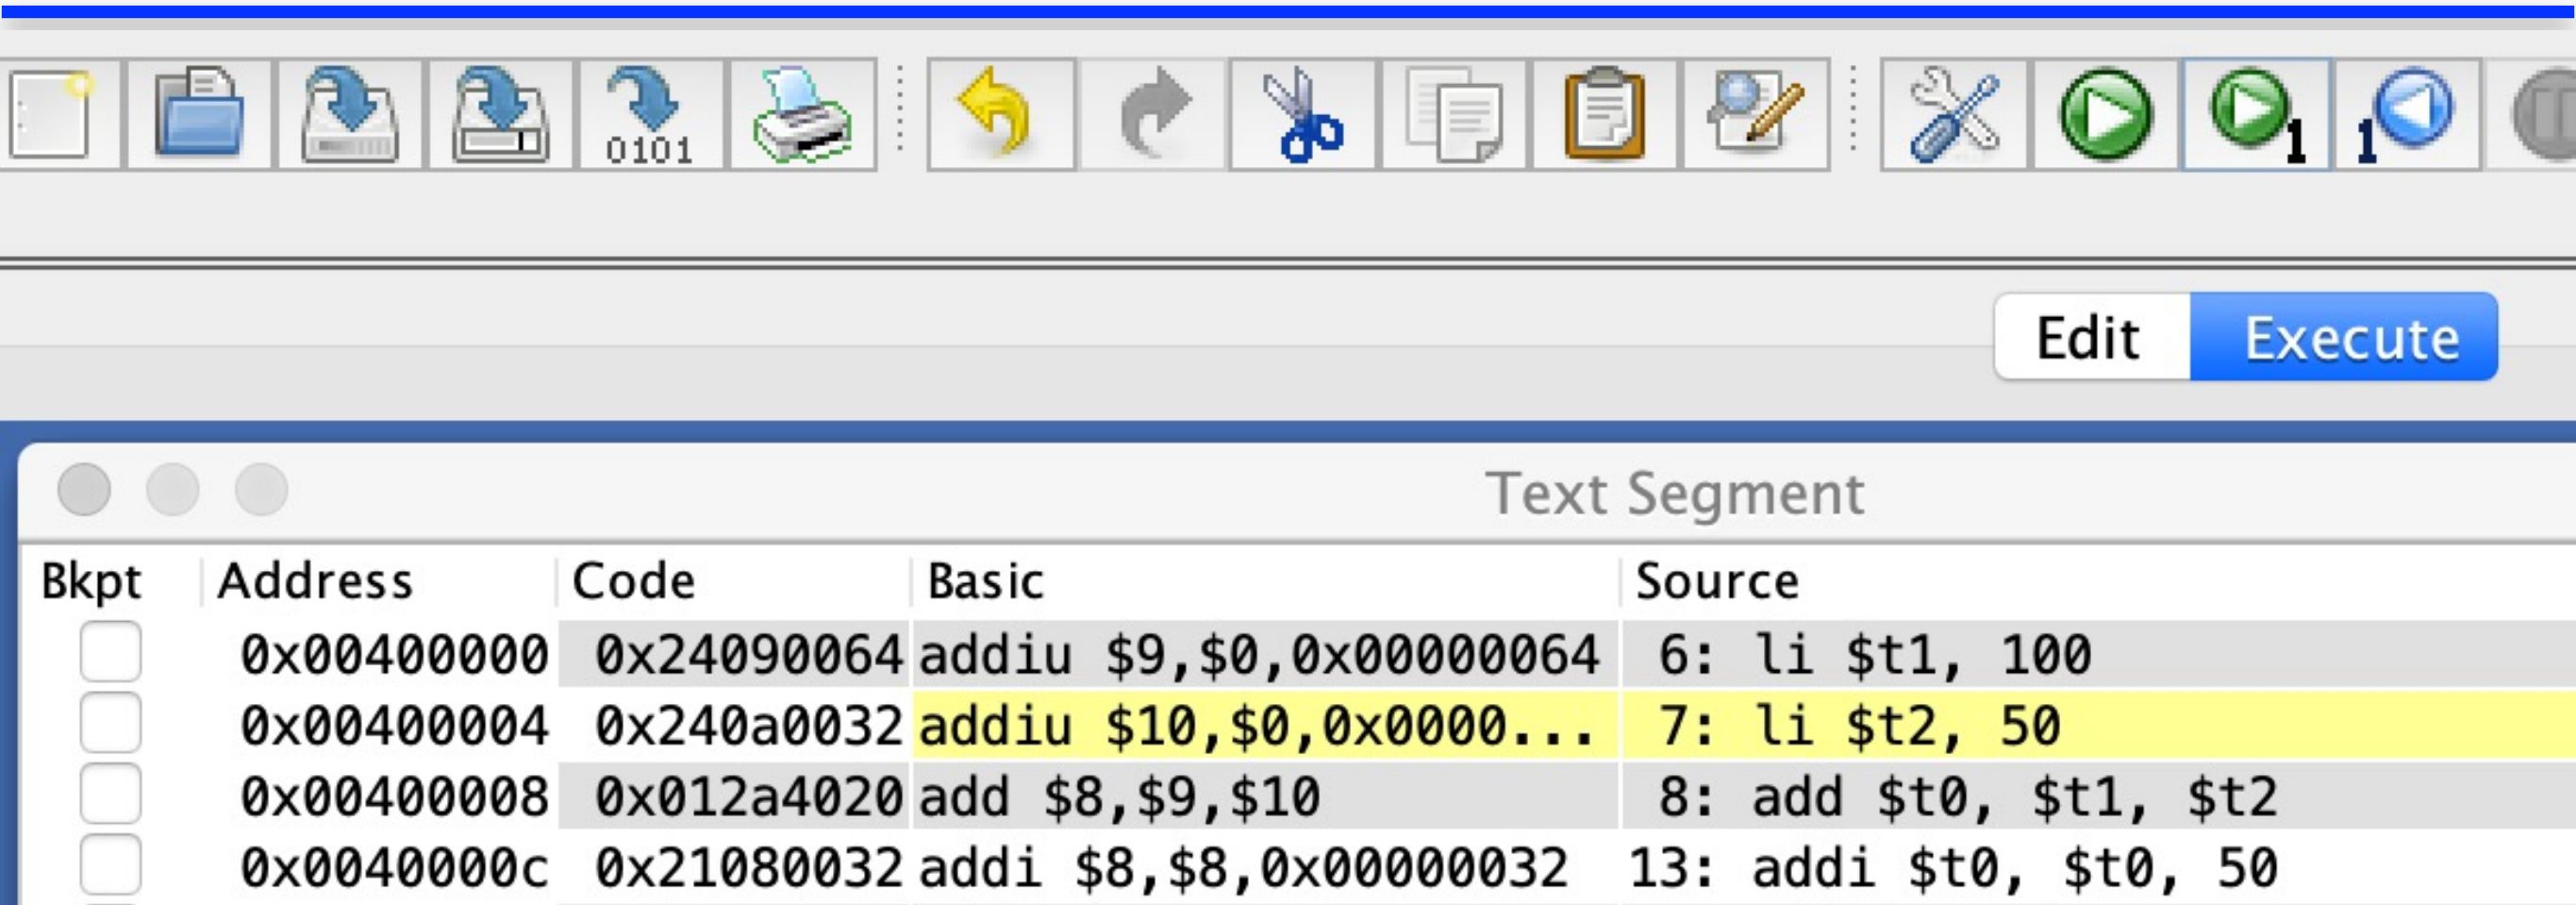 0101 1 1
Edit Execute
Text Segment
Bkpt Address Code Basic Source
0x00400000 0x24090064 addiu $9,$0,0x00000064 6: li $t1, 100
0x00400004 0x240a0032 addiu $10,$0,0x0000... 7: li $t2, 50
0x00400008 0x012a4020 add $8,$9,$10 8: add $t0, $t1, $t2
0x0040000c 0x21080032 addi $8,$8,0x00000032 13: addi $t0, $t0, 50